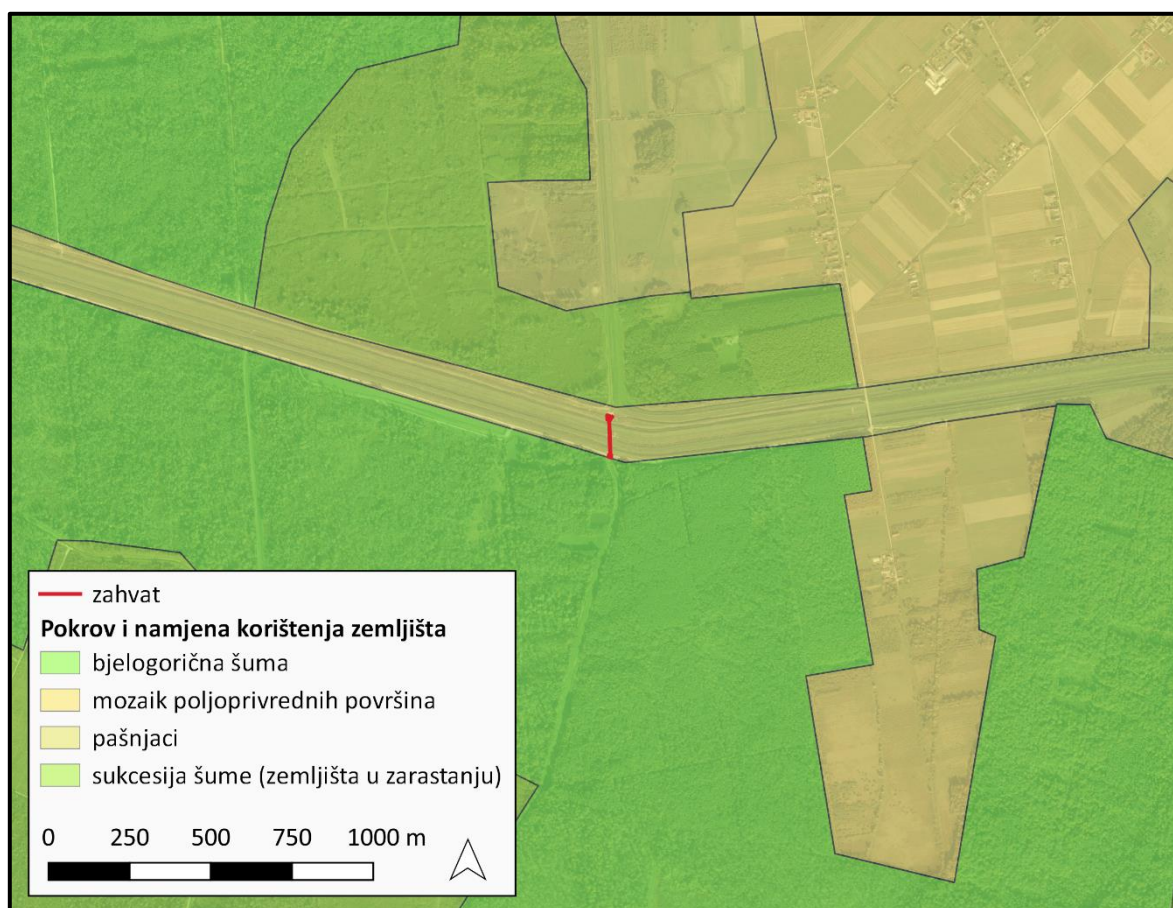 zahvat
Pokrov i namjena korištenja zemljišta
bjelogorična šuma
mozaik poljoprivrednih površina
pašnjaci
sukcesija šume (zemljišta u zarastanju)
0 250 500 750 1000 m